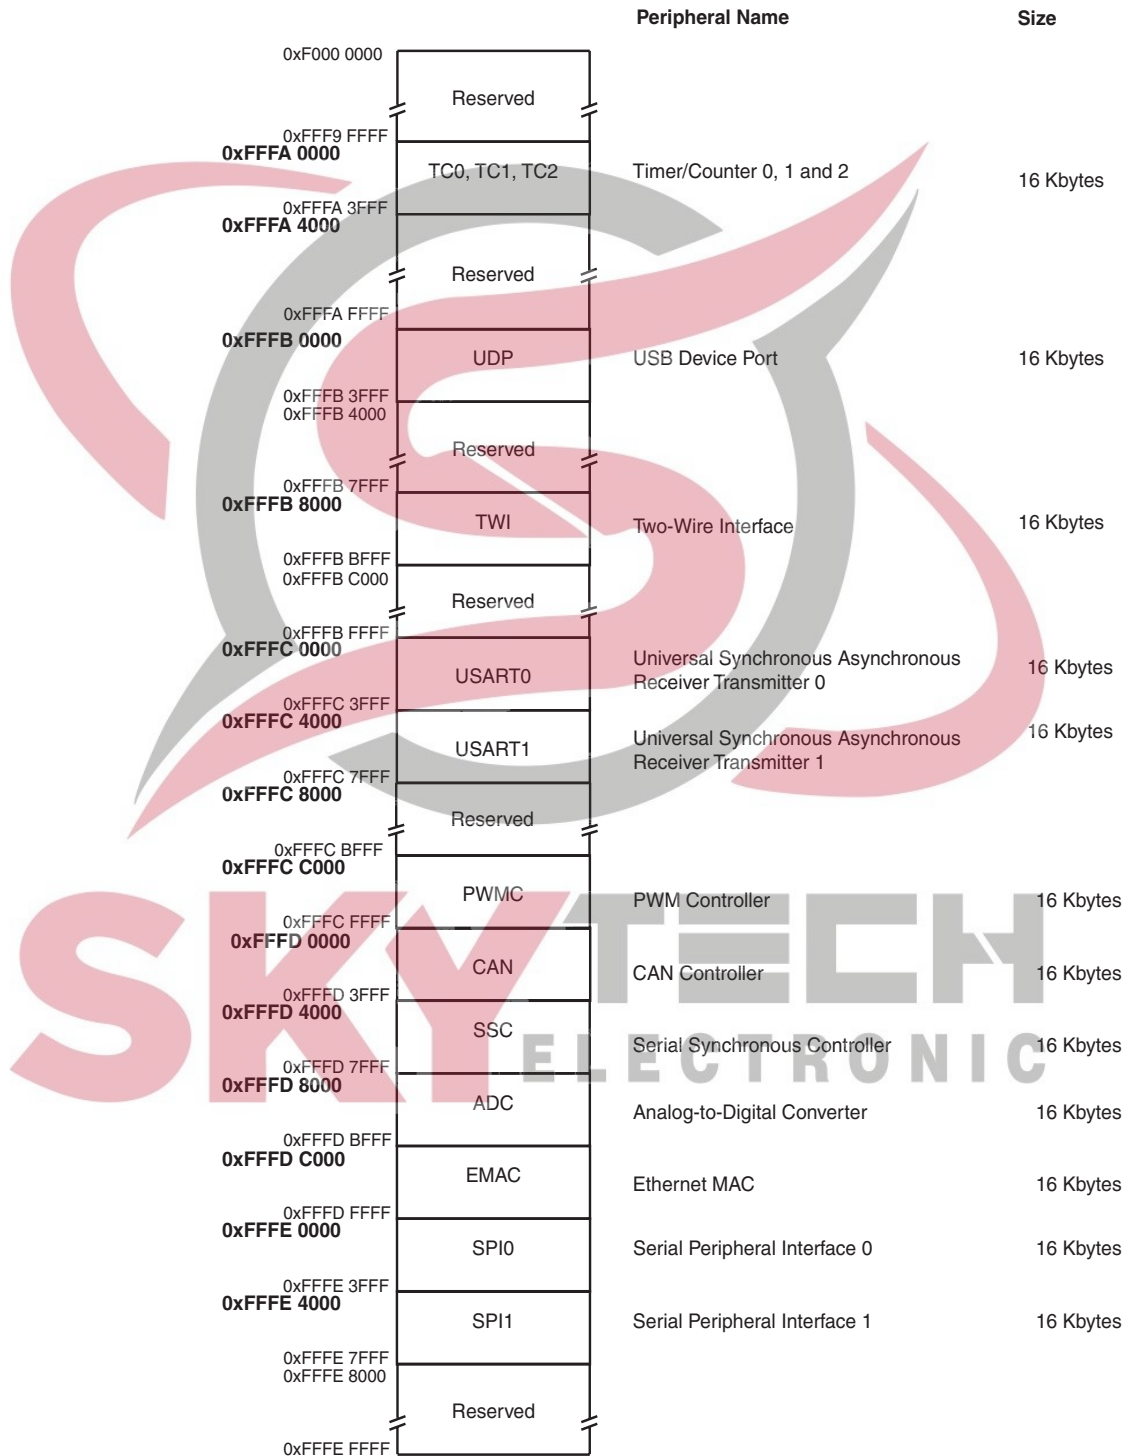 Peripheral Name Size
0xF000 0000
Reserved
0xFFF9 FFFF
0xFFFA 0000
TC0, TC1, TC2 Timer/Counter 0, 1 and 2 16 Kbytes
0xFFFA 3FFF
0xFFFA 4000
Reserved
0xFFFA FFFF
0xFFFB 0000
UDP USB Device Port 16 Kbytes
0xFFFB 3FFF
0xFFFB 4000
Reserved
0xFFFB 7FFF
0xFFFB 8000
TWI Two-Wire Interface 16 Kbytes
0xFFFB BFFF
0xFFFB C000
Reserved
0xFFFB FFFF
0xFFFC 0000
USART0 Universal Synchronous Asynchronous 16 Kbytes
Receiver Transmitter 0
0xFFFC 3FFF
0xFFFC 4000
USART1 Universal Synchronous Asynchronous 16 Kbytes
Receiver Transmitter 1
0xFFFC 7FFF
0xFFFC 8000
Reserved
0xFFFC BFFF
0xFFFC C000
PWMC PWM Controller 16 Kbytes
0xFFFC FFFF
0xFFFD 0000
CAN CAN Controller 16 Kbytes
0xFFFD 3FFF
0xFFFD 4000
SSC Serial Synchronous Controller 16 Kbytes
0xFFFD 7FFF
0xFFFD 8000
ADC Analog-to-Digital Converter 16 Kbytes
0xFFFD BFFF
0xFFFD C000
EMAC Ethernet MAC 16 Kbytes
0xFFFD FFFF
0xFFFE 0000
SPI0 Serial Peripheral Interface 0 16 Kbytes
0xFFFE 3FFF
0xFFFE 4000
SPI1 Serial Peripheral Interface 1 16 Kbytes
0xFFFE 7FFF
0xFFFE 8000
Reserved
0xFFFE FFFF
SKYTECH
ELECTRONIC